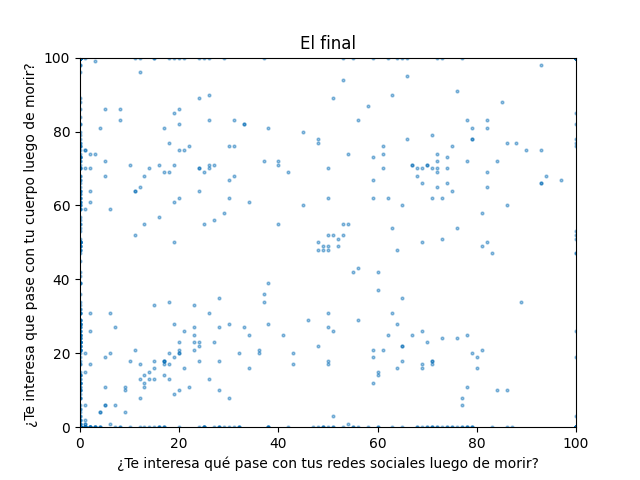 El final
¿Te interesa que pase con tu cuerpo luego de morir?
100
80
60
40
20
0
0 20 40 60 80 100
¿Te interesa qué pase con tus redes sociales luego de morir?